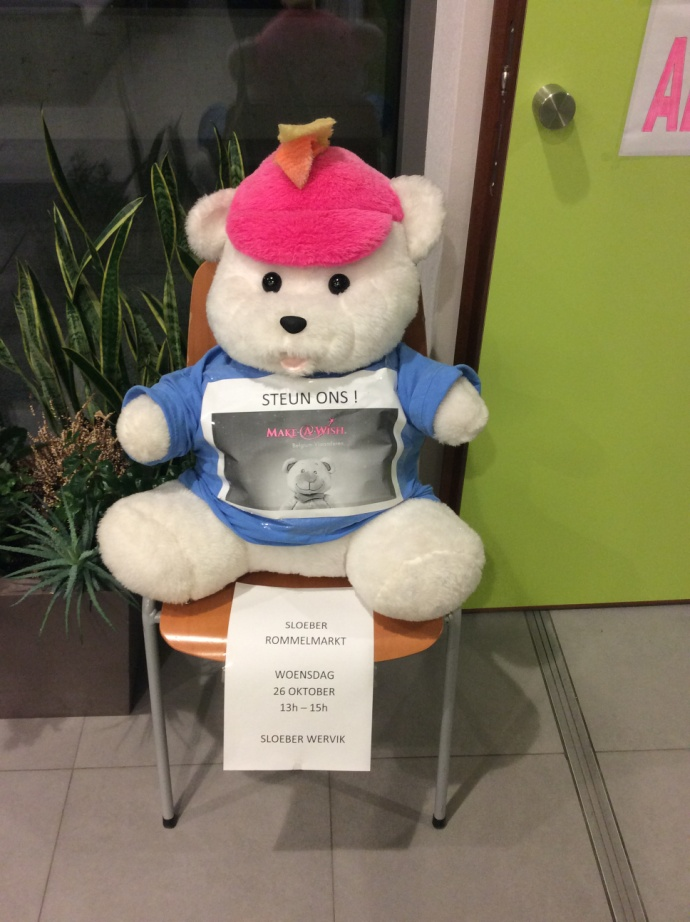 STEUN ONS !
MAKE-A-WISH.
SLOEBER
ROMMELMARKT
WOENSDAG
26 OKTOBER
13h – 15h
SLOEBER WERVIK